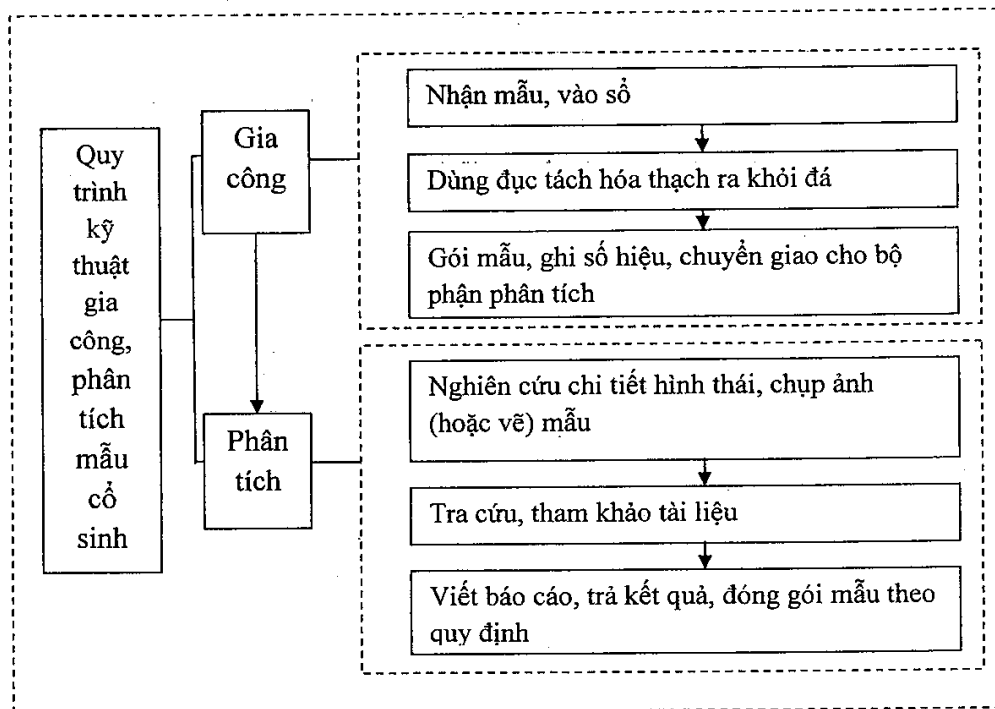 Quy
trình
kỹ
thuật
gia
công,
phân
tích
mẫu
cổ
sinh
Gia
công
Nhận mẫu, vào sổ
Dùng đục tách hóa thạch ra khỏi đá
Gói mẫu, ghi số hiệu, chuyển giao cho bộ
phận phân tích
Phân
tích
Nghiên cứu chi tiết hình thái, chụp ảnh
(hoặc vẽ) mẫu
Tra cứu, tham khảo tài liệu
Viết báo cáo, trả kết quả, đóng gói mẫu theo
quy định